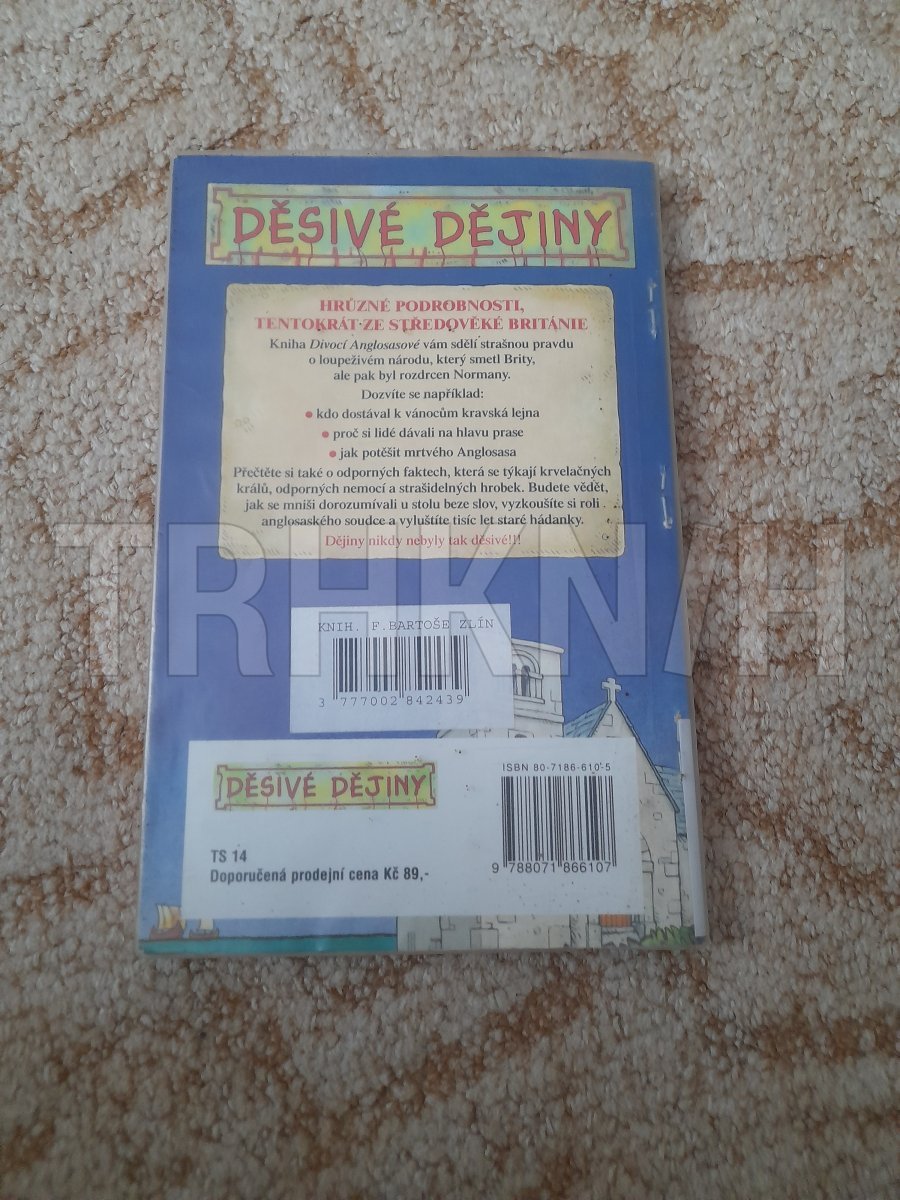 DĚSIVÉ DĚJINY
HRŮZNÉ PODROBNOSTI,
TENTOKRÁT ZE STŘEDOVĚKÉ BRITÁNIE
Kniha Divocí Anglosasové vám sdělí strašnou pravdu
o loupeživém národu, který smetl Brity,
ale pak byl rozdrcen Normany.
Dozvíte se například:
• kdo dostával k vánocům kravská lejna
• proč si lidé dávali na hlavu prase
• jak potěšit mrtvého Anglosasa
Přečtěte si také o odporných faktech, která se týkají krvelačných
králů, odporných nemocí a strašidelných hrobek. Budete vědět,
jak se mniši dorozumívali u stolu beze slov, vyzkoušíte si roli
anglosaského soudce a vyluštíte tisíc let staré hádanky.
Dějiny nikdy nebyly tak děsivé!!!
TRHKNIH
KNIH. F.BARTOŠE ZLÍN
3 777002 842439
DĚSIVÉ DĚJINY
ISBN 80-7186-610-5
9 788071 866107
TS 14
Doporučená prodejní cena Kč 89,-